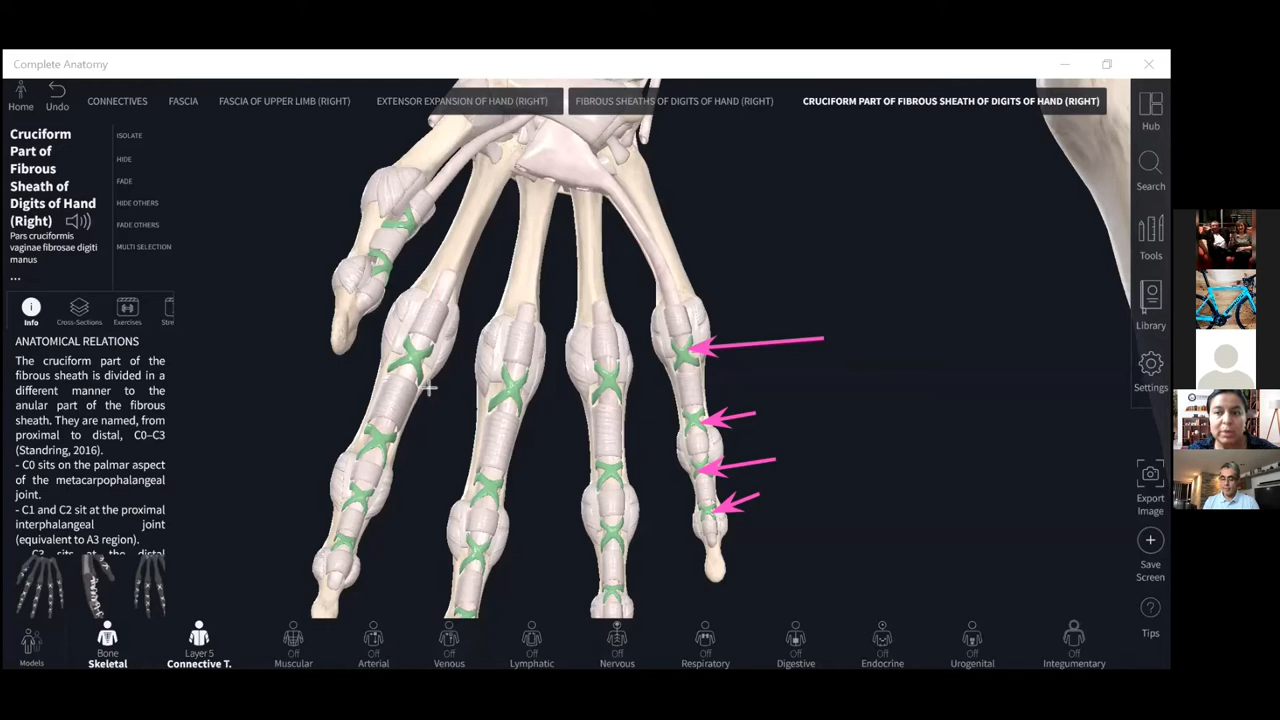 Complete Anatomy
Home
Undo
CONNECTIVES
FASCIA
FASCIA OF UPPER LIMB (RIGHT)
EXTENSOR EXPANSION OF HAND (RIGHT)
FIBROUS SHEATHS OF DIGITS OF HAND (RIGHT)
CRUCIFORM PART OF FIBROUS SHEATH OF DIGITS OF HAND (RIGHT)
Cruciform
Part of
Fibrous
Sheath of
Digits of Hand
(Right)
Pars cruciformis
vaginae fibrosae digiti
manus
...
ISOLATE
HIDE
FADE
HIDE OTHERS
FADE OTHERS
MULTI SELECTION
Info
Cross-Sections
Exercises
Stre
ANATOMICAL RELATIONS
The cruciform part of the
fibrous sheath is divided in a
different manner to the
anular part of the fibrous
sheath. They are named, from
proximal to distal, C0–C3
(Standring, 2016).
- C0 sits on the palmar aspect
of the metacarpophalangeal
joint.
- C1 and C2 sit at the proximal
interphalangeal joint
(equivalent to A3 region).
C3 sits at the distal
Hub
Search
Tools
Library
Settings
Export
Image
Save
Screen
Tips
Models
Bone
Skeletal
Layer 5
Connective T.
Off
Muscular
Off
Arterial
Off
Venous
Off
Lymphatic
Off
Nervous
Off
Respiratory
Off
Digestive
Off
Endocrine
Off
Urogenital
Off
Integumentary